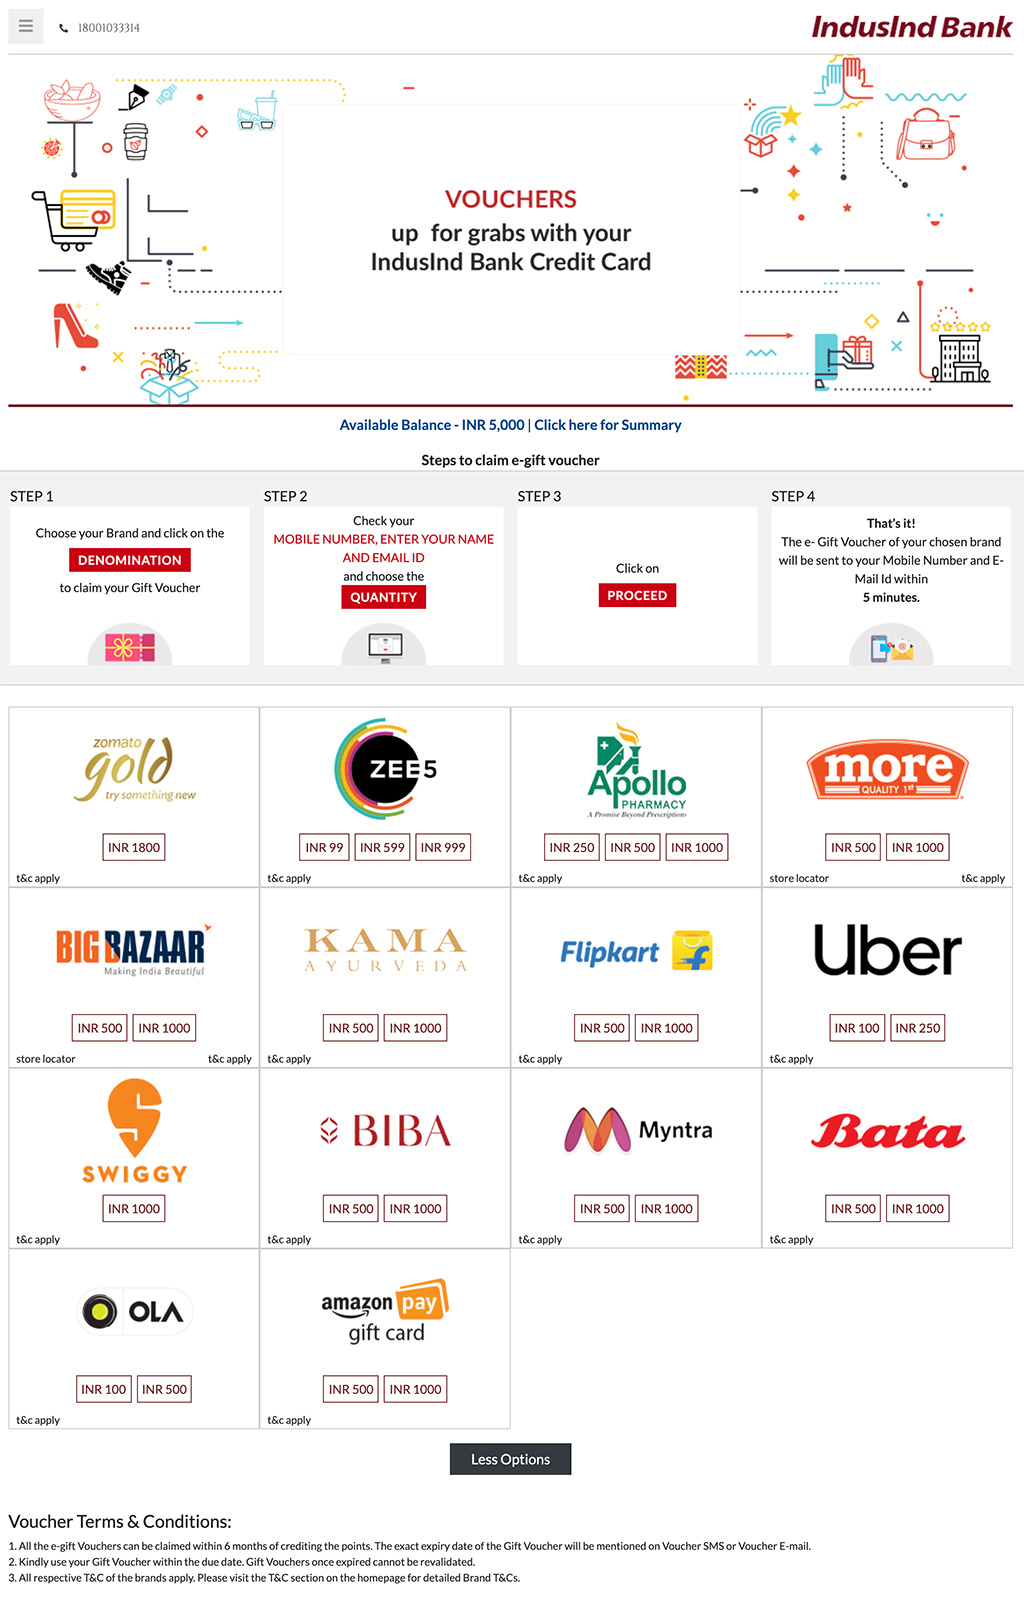 18001033314
IndusInd Bank
VOUCHERS
up for grabs with your
IndusInd Bank Credit Card
Available Balance - INR 5,000 | Click here for Summary
Steps to claim e-gift voucher
STEP 1
Choose your Brand and click on the
DENOMINATION
to claim your Gift Voucher
STEP 2
Check your
MOBILE NUMBER, ENTER YOUR NAME
AND EMAIL ID
and choose the
QUANTITY
STEP 3
Click on
PROCEED
STEP 4
That's it!
The e- Gift Voucher of your chosen brand
will be sent to your Mobile Number and E-
Mail Id within
5 minutes.
zomato
gold
try something new
INR 1800
t&c apply
ZEE5
INR 99 INR 599 INR 999
t&c apply
Apollo
PHARMACY
A Promise Beyond Prescriptions
INR 250 INR 500 INR 1000
t&c apply
more
QUALITY 1st
INR 500 INR 1000
store locator t&c apply
BIG BAZAAR
Making India Beautiful
INR 500 INR 1000
store locator t&c apply
KAMA
AYURVEDA
INR 500 INR 1000
t&c apply
Flipkart
INR 500 INR 1000
t&c apply
Uber
INR 100 INR 250
t&c apply
SWIGGY
INR 1000
t&c apply
BIBA
INR 500 INR 1000
t&c apply
Myntra
INR 500 INR 1000
t&c apply
Bata
INR 500 INR 1000
t&c apply
OLA
INR 100 INR 500
t&c apply
amazon pay
gift card
INR 500 INR 1000
t&c apply
Less Options
Voucher Terms & Conditions:
1. All the e-gift Vouchers can be claimed within 6 months of crediting the points. The exact expiry date of the Gift Voucher will be mentioned on Voucher SMS or Voucher E-mail.
2. Kindly use your Gift Voucher within the due date. Gift Vouchers once expired cannot be revalidated.
3. All respective T&C of the brands apply. Please visit the T&C section on the homepage for detailed Brand T&Cs.